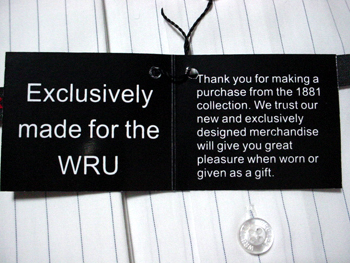 Exclusively
made for the
WRU
Thank you for making a
purchase from the 1881
collection. We trust our
new and exclusively
designed merchandise
will give you great
pleasure when worn or
given as a gift.